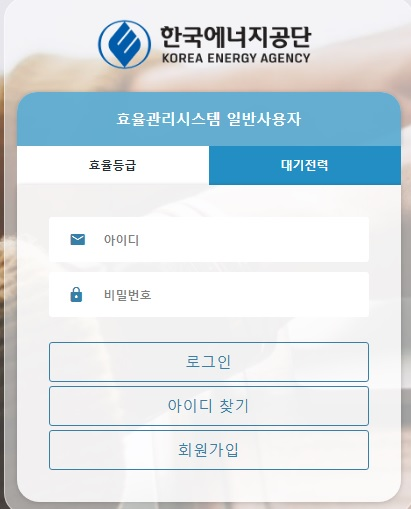 한국에너지공단
KOREA ENERGY AGENCY
효율관리시스템 일반사용자
효율등급 대기전력
아이디
비밀번호
로그인
아이디 찾기
회원가입